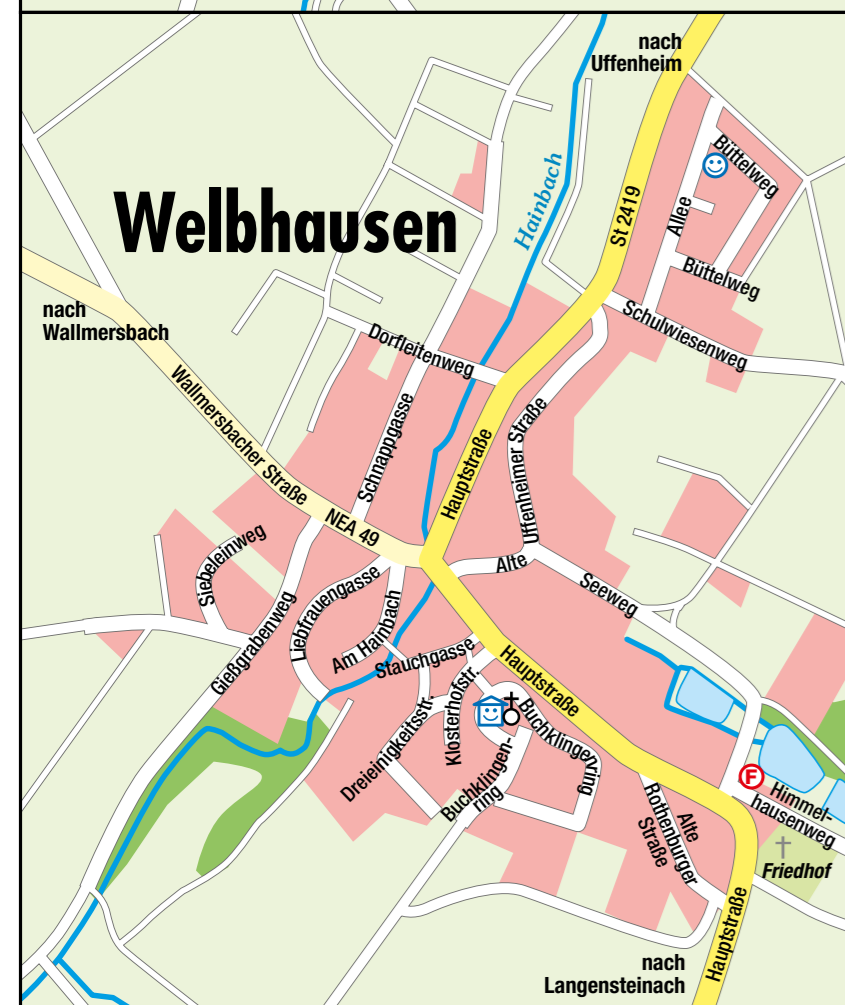 nach
Uffenheim
Welbhausen
Hainbach
St 2419
Büttelweg
Allee
Büttelweg
Schulwiesenweg
nach
Wallmersbach
Dorfleitenweg
Wallmersbacher Straße
NEA 49
Schnappgasse
Hauptstraße
Alte
Uffenheimer Straße
Seeweg
Siebeleinweg
Gießgrabenweg
Liebfrauengasse
Am Hainbach
Stauchgasse
Hauptstraße
Dreieinigkeitsstr.
Klosterhofstr.
Buchklingenring
Buchklingen-
ring
F
Himmel-
hausenweg
Friedhof
Alte
Rothenburger
Straße
Hauptstraße
nach
Langensteinach